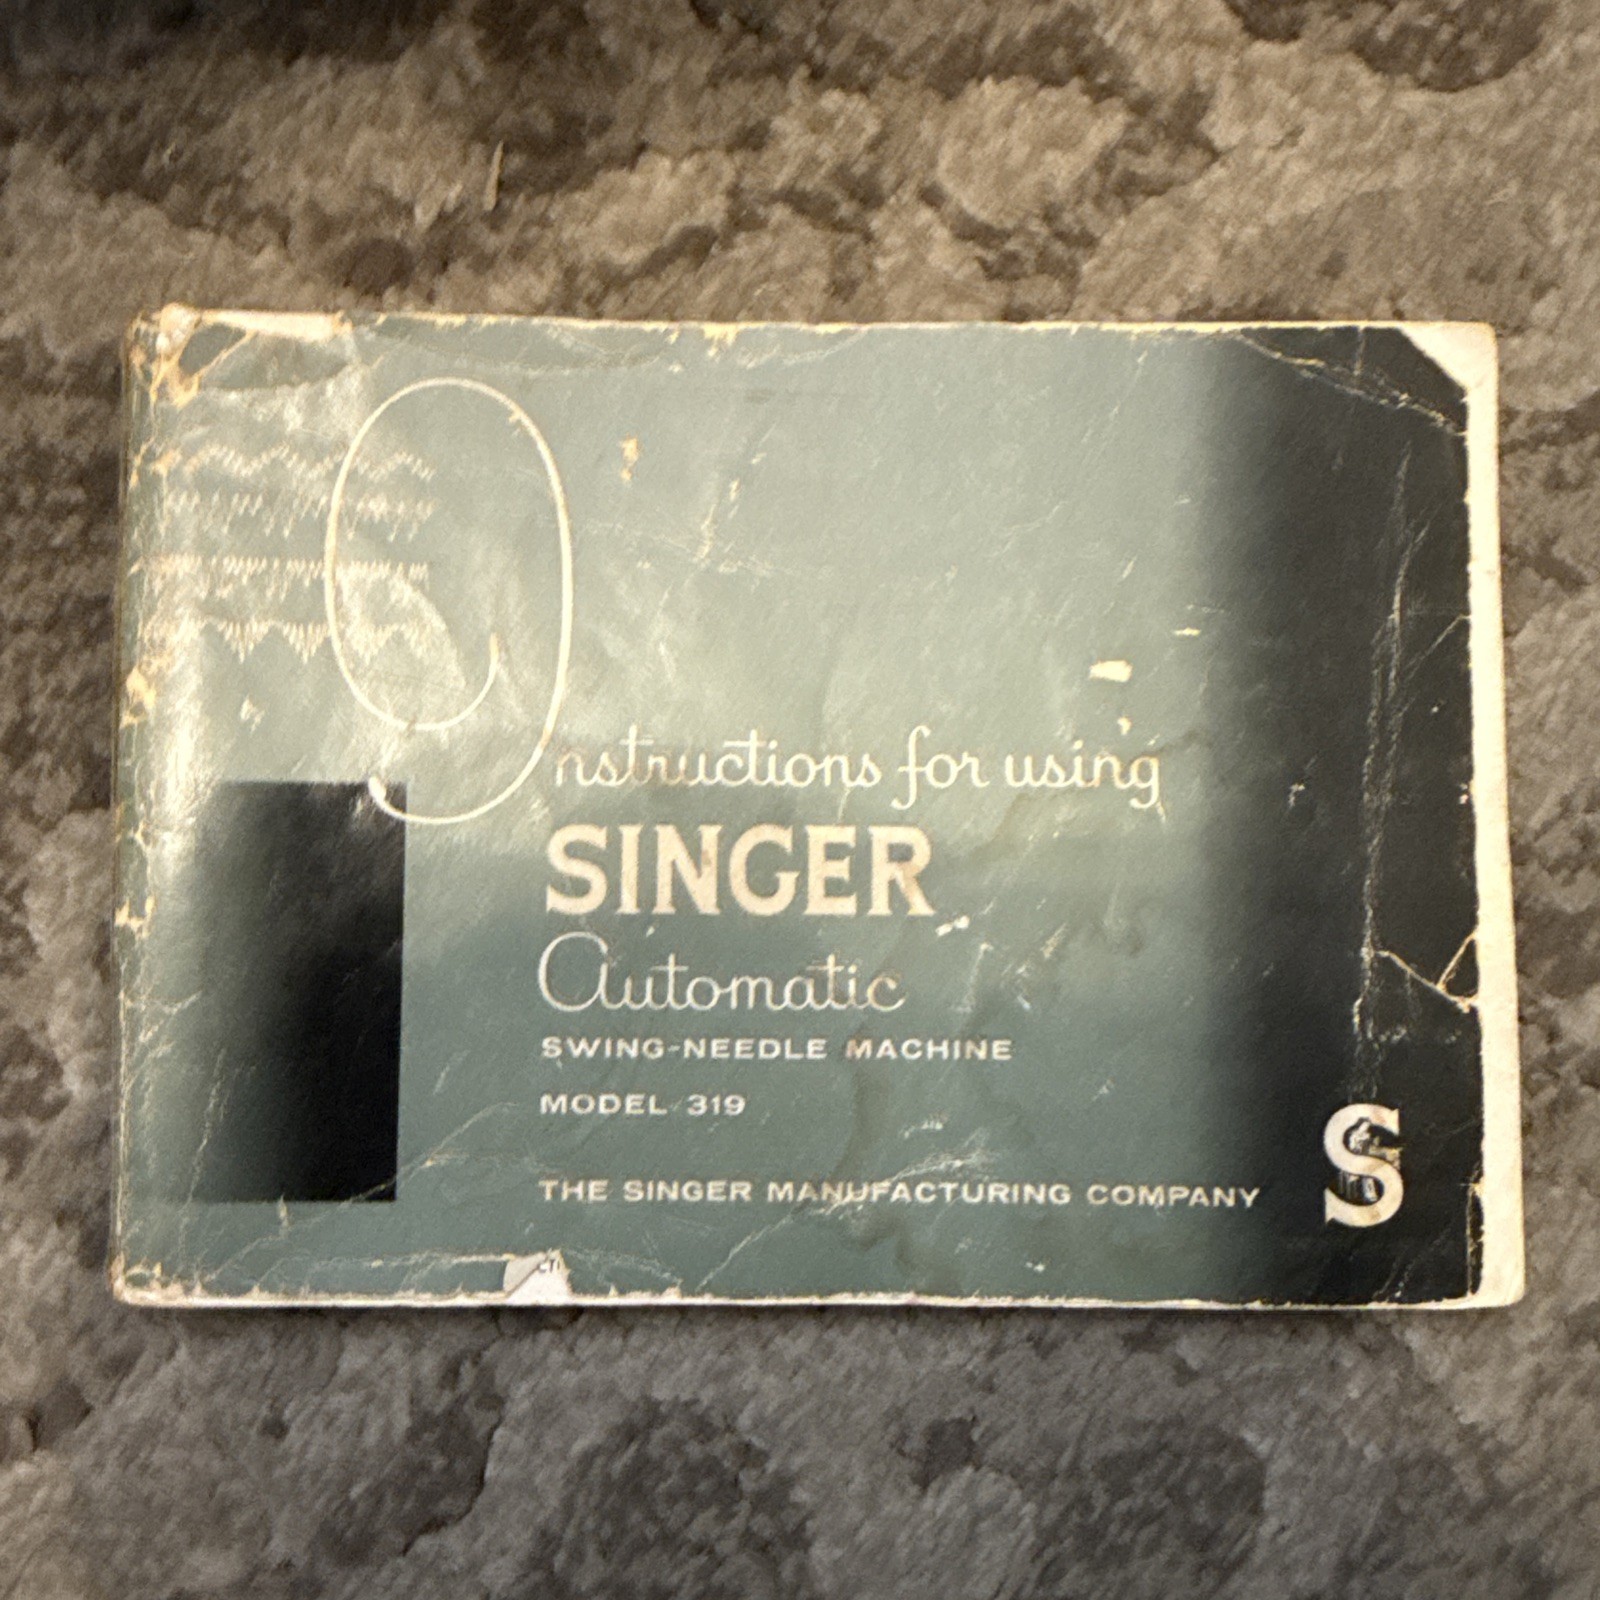 Instructions for using
SINGER
Automatic
SWING-NEEDLE MACHINE
MODEL 319
THE SINGER MANUFACTURING COMPANY
S